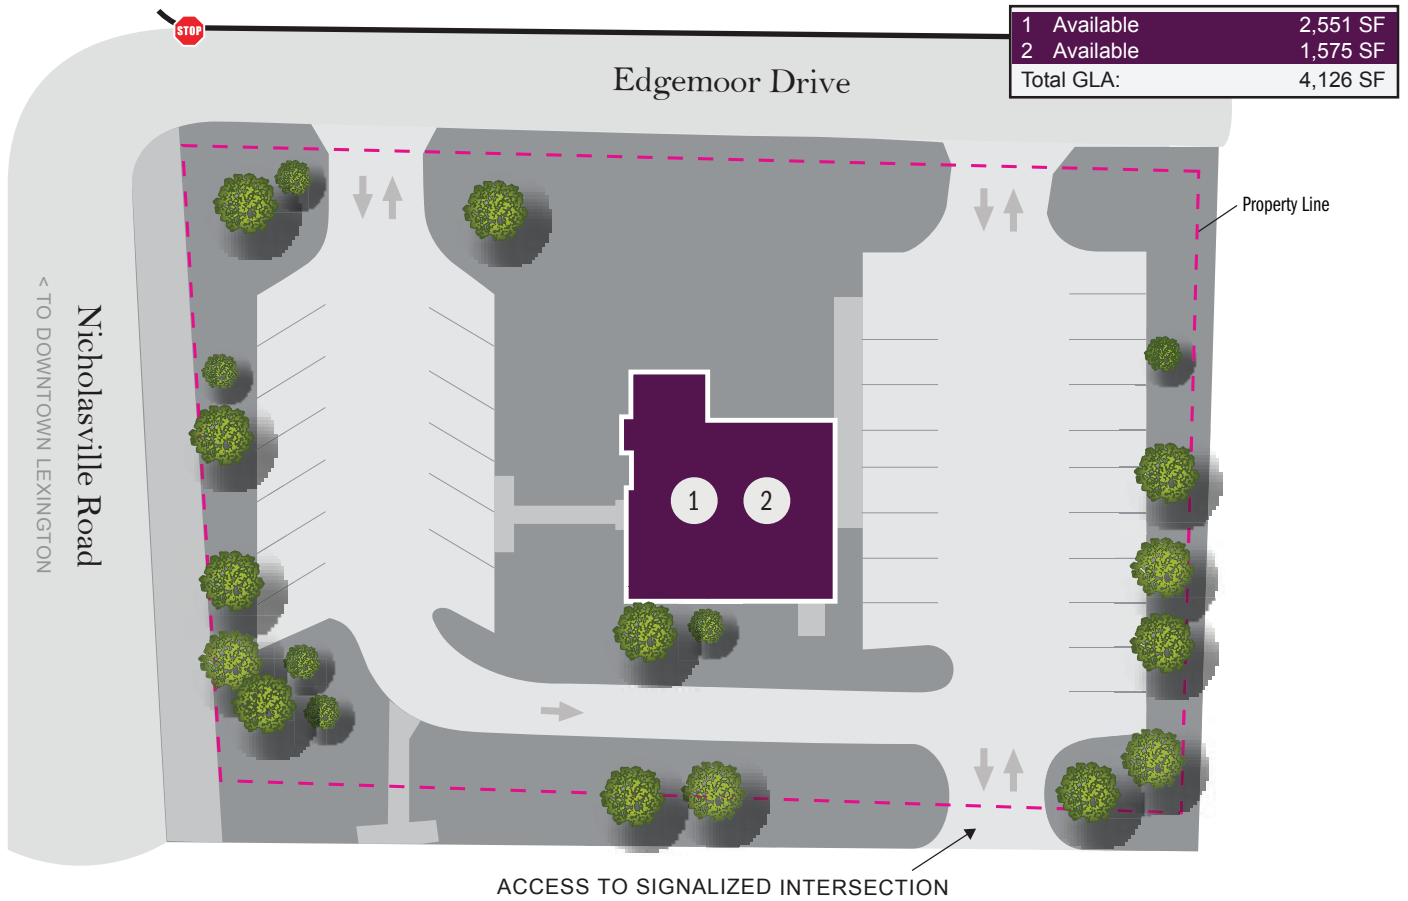 STOP
1 Available 2,551 SF
2 Available 1,575 SF
Total GLA: 4,126 SF
Edgemoor Drive
Property Line
Nicholasville Road
< TO DOWNTOWN LEXINGTON
1
2
ACCESS TO SIGNALIZED INTERSECTION